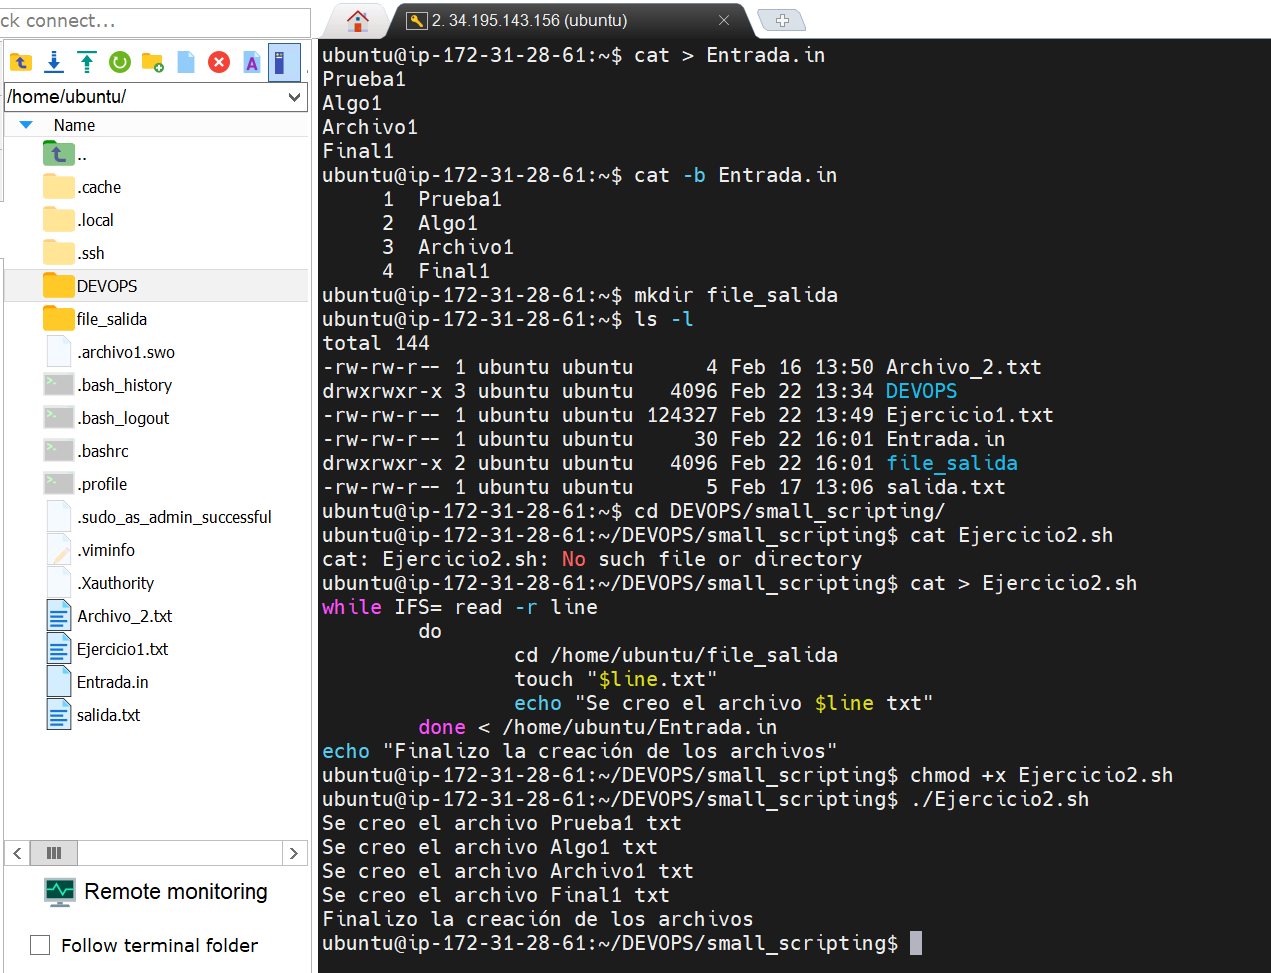 ck connect...
2. 34.195.143.156 (ubuntu)
/home/ubuntu/
Name
..
.cache
.local
.ssh
DEVOPS
file_salida
.archivo1.swo
.bash_history
.bash_logout
.bashrc
.profile
.sudo_as_admin_successful
.viminfo
.Xauthority
Archivo_2.txt
Ejercicio1.txt
Entrada.in
salida.txt
Remote monitoring
Follow terminal folder
ubuntu@ip-172-31-28-61:~$ cat > Entrada.in
Prueba1
Algo1
Archivo1
Final1
ubuntu@ip-172-31-28-61:~$ cat -b Entrada.in
     1  Prueba1
     2  Algo1
     3  Archivo1
     4  Final1
ubuntu@ip-172-31-28-61:~$ mkdir file_salida
ubuntu@ip-172-31-28-61:~$ ls -l
total 144
-rw-rw-r-- 1 ubuntu ubuntu      4 Feb 16 13:50 Archivo_2.txt
drwxrwxr-x 3 ubuntu ubuntu   4096 Feb 22 13:34 DEVOPS
-rw-rw-r-- 1 ubuntu ubuntu 124327 Feb 22 13:49 Ejercicio1.txt
-rw-rw-r-- 1 ubuntu ubuntu     30 Feb 22 16:01 Entrada.in
drwxrwxr-x 2 ubuntu ubuntu   4096 Feb 22 16:01 file_salida
-rw-rw-r-- 1 ubuntu ubuntu      5 Feb 17 13:06 salida.txt
ubuntu@ip-172-31-28-61:~$ cd DEVOPS/small_scripting/
ubuntu@ip-172-31-28-61:~/DEVOPS/small_scripting$ cat Ejercicio2.sh
cat: Ejercicio2.sh: No such file or directory
ubuntu@ip-172-31-28-61:~/DEVOPS/small_scripting$ cat > Ejercicio2.sh
while IFS= read -r line
        do
                cd /home/ubuntu/file_salida
                touch "$line.txt"
                echo "Se creo el archivo $line txt"
        done < /home/ubuntu/Entrada.in
echo "Finalizo la creación de los archivos"
ubuntu@ip-172-31-28-61:~/DEVOPS/small_scripting$ chmod +x Ejercicio2.sh
ubuntu@ip-172-31-28-61:~/DEVOPS/small_scripting$ ./Ejercicio2.sh
Se creo el archivo Prueba1 txt
Se creo el archivo Algo1 txt
Se creo el archivo Archivo1 txt
Se creo el archivo Final1 txt
Finalizo la creación de los archivos
ubuntu@ip-172-31-28-61:~/DEVOPS/small_scripting$